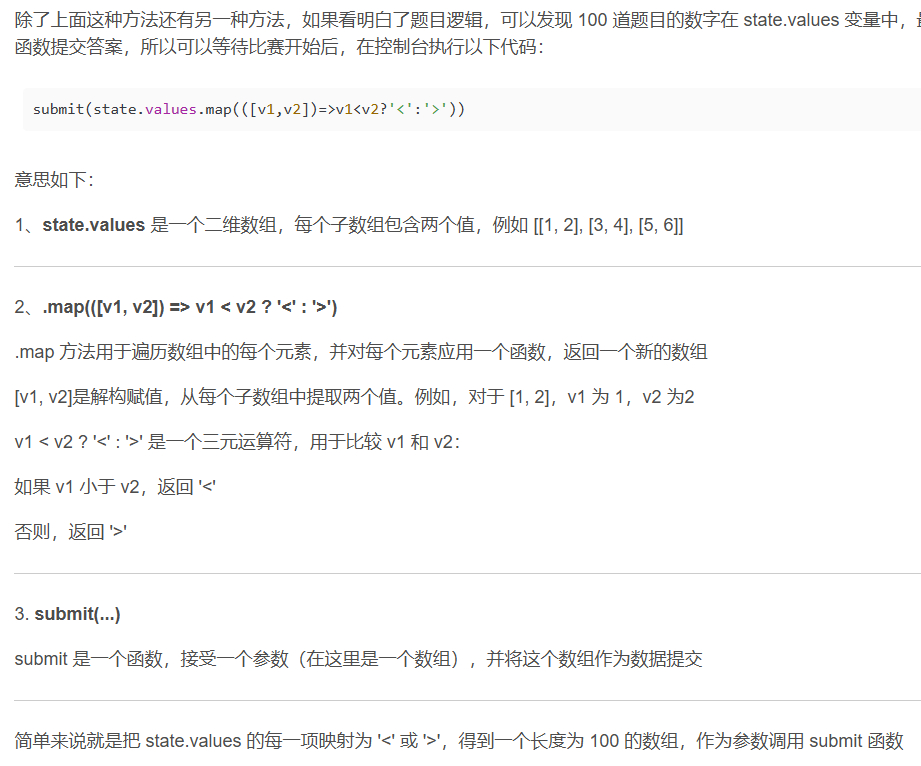 除了上面这种方法还有另一种方法，如果看明白了题目逻辑，可以发现 100 道题目的数字在 state.values 变量中，
函数提交答案，所以可以等待比赛开始后，在控制台执行以下代码：
submit(state.values.map(([v1,v2])=>v1<v2?'<':'>'))
意思如下：
1、state.values 是一个二维数组，每个子数组包含两个值，例如 [[1, 2], [3, 4], [5, 6]]
2、.map(([v1, v2]) => v1 < v2 ? '<' : '>')
.map 方法用于遍历数组中的每个元素，并对每个元素应用一个函数，返回一个新的数组
[v1, v2]是解构赋值，从每个子数组中提取两个值。例如，对于 [1, 2]，v1 为 1，v2 为2
v1 < v2 ? '<' : '>' 是一个三元运算符，用于比较 v1 和 v2：
如果 v1 小于 v2，返回 '<'
否则，返回 '>'
3. submit(...)
submit 是一个函数，接受一个参数（在这里是一个数组），并将这个数组作为数据提交
简单来说就是把 state.values 的每一项映射为 '<' 或 '>'，得到一个长度为 100 的数组，作为参数调用 submit 函数